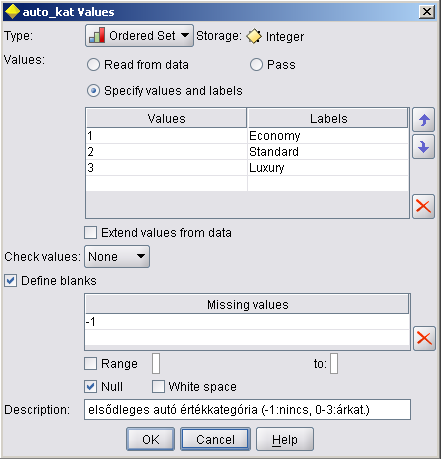 auto_kat Values
Type: Ordered Set Storage: Integer
Values: Read from data Pass
Specify values and labels
Values Labels
1 Economy
2 Standard
3 Luxury
Extend values from data
Check values: None
Define blanks
Missing values
-1
Range to:
Null White space
Description: elsődleges autó értékkategória (-1:nincs, 0-3:árkat.)
OK Cancel Help